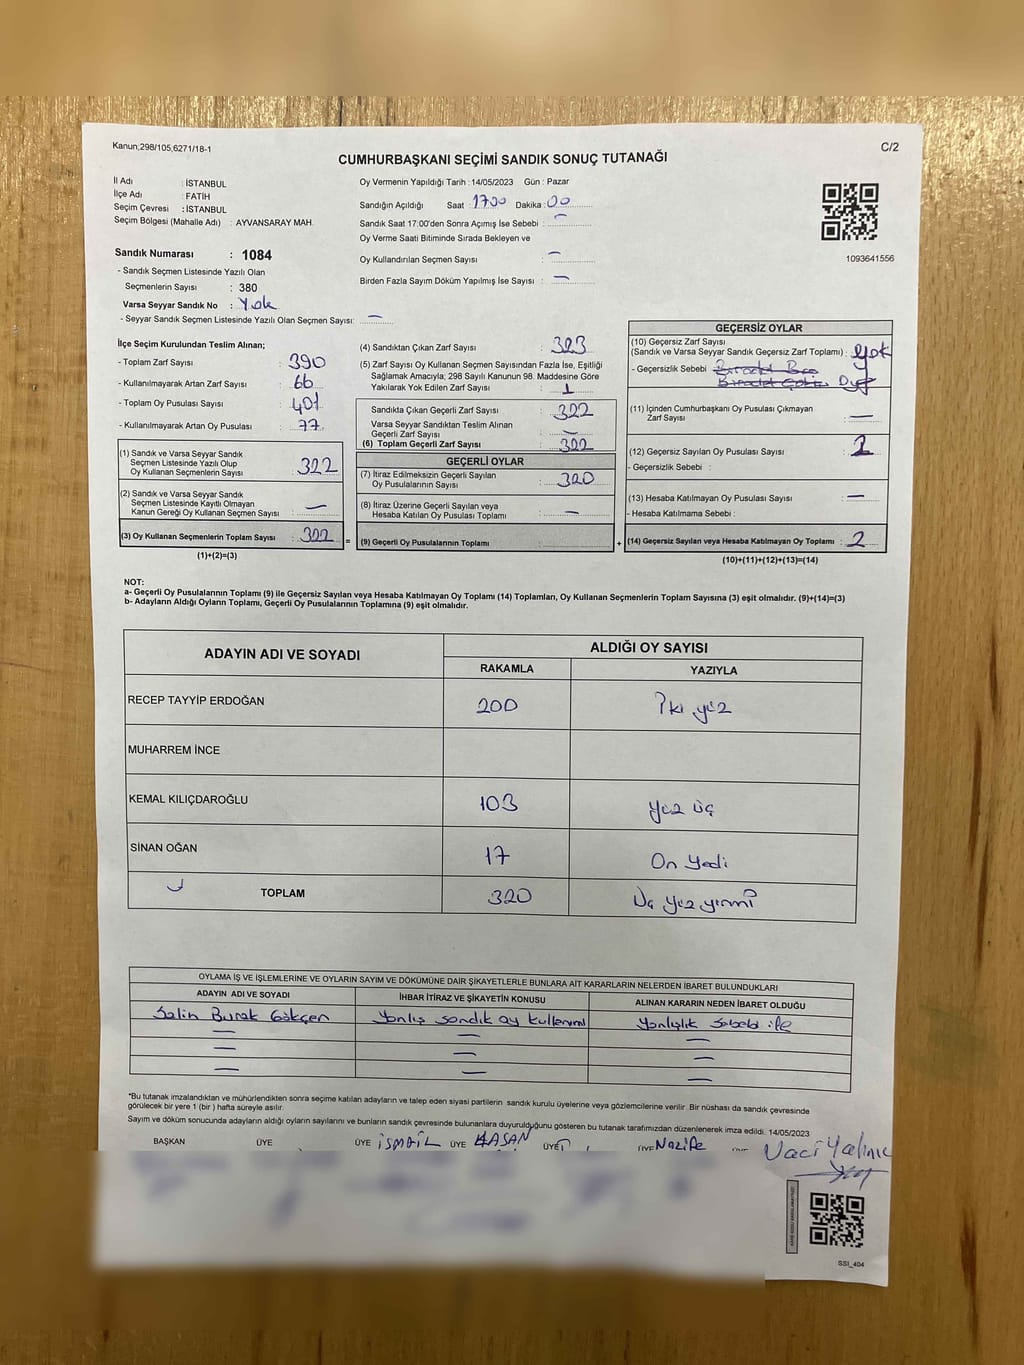 Kanun;298/105,6271/18-1
C/2
CUMHURBAŞKANI SEÇİMİ SANDIK SONUÇ TUTANAĞI
İl Adı : İSTANBUL
İlçe Adı : FATİH
Seçim Çevresi : İSTANBUL
Seçim Bölgesi (Mahalle Adı) : AYVANSARAY MAH.
Sandık Numarası : 1084
- Sandık Seçmen Listesinde Yazılı Olan
Seçmenlerin Sayısı : 380
Varsa Seyyar Sandık No : Yok
- Seyyar Sandık Seçmen Listesinde Yazılı Olan Seçmen Sayısı: —
Oy Vermenin Yapıldığı Tarih : 14/05/2023 Gün : Pazar
Sandığın Açıldığı Saat : 1700 Dakika : 00
Sandık Saat 17:00'den Sonra Açımış İse Sebebi : —
Oy Verme Saati Bitiminde Sırada Bekleyen ve
Oy Kullandırılan Seçmen Sayısı : —
Birden Fazla Sayım Döküm Yapılmış İse Sayısı : —
1093641556
İlçe Seçim Kurulundan Teslim Alınan;
- Toplam Zarf Sayısı : 390
- Kullanılmayarak Artan Zarf Sayısı : 66
- Toplam Oy Pusulası Sayısı : 401
- Kullanılmayarak Artan Oy Pusulası : 77
(1) Sandık ve Varsa Seyyar Sandık
Seçmen Listesinde Yazılı Olup
Oy Kullanan Seçmenlerin Sayısı : 322
(2) Sandık ve Varsa Seyyar Sandık
Seçmen Listesinde Kayıtlı Olmayan
Kanun Gereği Oy Kullanan Seçmen Sayısı : —
(3) Oy Kullanan Seçmenlerin Toplam Sayısı : 322
(1)+(2)=(3)
(4) Sandıktan Çıkan Zarf Sayısı : 323
(5) Zarf Sayısı Oy Kullanan Seçmen Sayısından Fazla İse, Eşitliği
Sağlamak Amacıyla; 298 Sayılı Kanunun 98. Maddesine Göre
Yakılarak Yok Edilen Zarf Sayısı : 1
Sandıkta Çıkan Geçerli Zarf Sayısı : 322
Varsa Seyyar Sandıktan Teslim Alınan
Geçerli Zarf Sayısı : —
(6) Toplam Geçerli Zarf Sayısı : 322
GEÇERLİ OYLAR
(7) İtiraz Edilmeksizin Geçerli Sayılan
Oy Pusulalarının Sayısı : 320
(8) İtiraz Üzerine Geçerli Sayılan veya
Hesaba Katılan Oy Pusulası Toplamı : —
= (9) Geçerli Oy Pusulalarının Toplamı :
GEÇERSİZ OYLAR
(10) Geçersiz Zarf Sayısı
(Sandık ve Varsa Seyyar Sandık Geçersiz Zarf Toplamı) : Yok
- Geçersizlik Sebebi :
(11) İçinden Cumhurbaşkanı Oy Pusulası Çıkmayan
Zarf Sayısı : —
(12) Geçersiz Sayılan Oy Pusulası Sayısı : 2
- Geçersizlik Sebebi :
(13) Hesaba Katılmayan Oy Pusulası Sayısı : —
- Hesaba Katılmama Sebebi :
+ (14) Geçersiz Sayılan veya Hesaba Katılmayan Oy Toplamı : 2
(10)+(11)+(12)+(13)=(14)
NOT:
a- Geçerli Oy Pusulalarının Toplamı (9) ile Geçersiz Sayılan veya Hesaba Katılmayan Oy Toplamı (14) Toplamları, Oy Kullanan Seçmenlerin Toplam Sayısına (3) eşit olmalıdır. (9)+(14)=(3)
b- Adayların Aldığı Oyların Toplamı, Geçerli Oy Pusulalarının Toplamına (9) eşit olmalıdır.
ADAYIN ADI VE SOYADI
ALDIĞI OY SAYISI
RAKAMLA YAZIYLA
RECEP TAYYİP ERDOĞAN 200 İki yüz
MUHARREM İNCE
KEMAL KILIÇDAROĞLU 103 Yüz üç
SİNAN OĞAN 17 On Yedi
TOPLAM 320 Üç yüz yirmi
OYLAMA İŞ VE İŞLEMLERİNE VE OYLARIN SAYIM VE DÖKÜMÜNE DAİR ŞİKAYETLERLE BUNLARA AİT KARARLARIN NELERDEN İBARET BULUNDUKLARI
ADAYIN ADI VE SOYADI İHBAR İTİRAZ VE ŞİKAYETİN KONUSU ALINAN KARARIN NEDEN İBARET OLDUĞU
Burak Gökçen Yanlış sandık oy kullanımı Yanlışlık Sebebi ile
— — —
— — —
— — —
*Bu tutanak imzalandıktan ve mühürlendikten sonra seçime katılan adayların ve talep eden siyasi partilerin sandık kurulu üyelerine veya gözlemcilerine verilir. Bir nüshası da sandık çevresinde
görülecek bir yere 1 (bir ) hafta süreyle asılır.
Sayım ve döküm sonucunda adayların aldığı oyların sayılarını ve bunların sandık çevresinde bulunanlara duyurulduğunu gösteren bu tutanak tarafımızdan düzenlenerek imza edildi. 14/05/2023
BAŞKAN ÜYE ÜYE İSMAİL ÜYE HASAN ÜYE ÜYE Nazife ÜYE Naci Yalınız
SSI_404